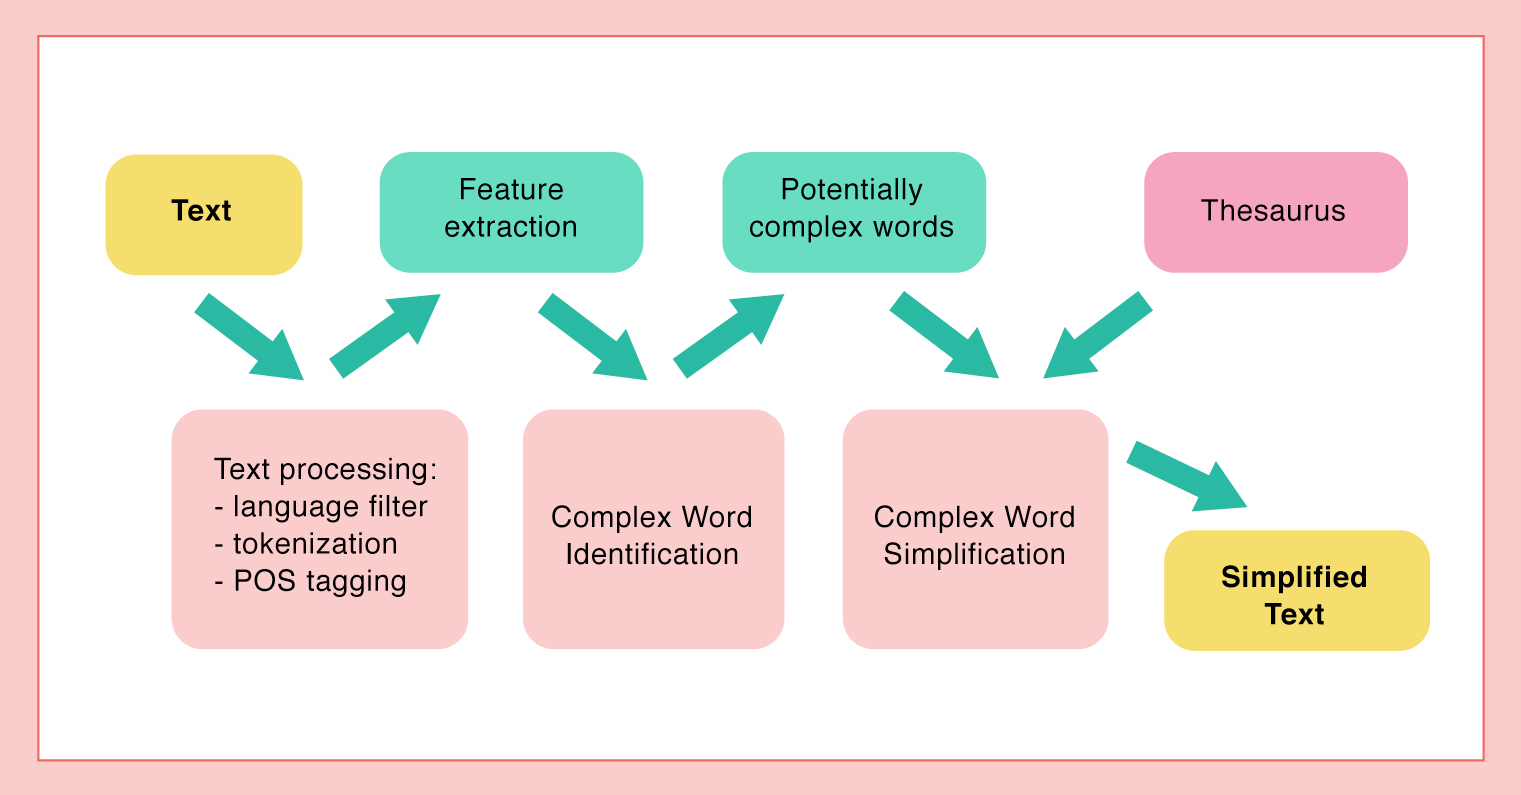 Text
Feature
extraction
Potentially
complex words
Thesaurus
Text processing:
- language filter
- tokenization
- POS tagging
Complex Word
Identification
Complex Word
Simplification
Simplified
Text